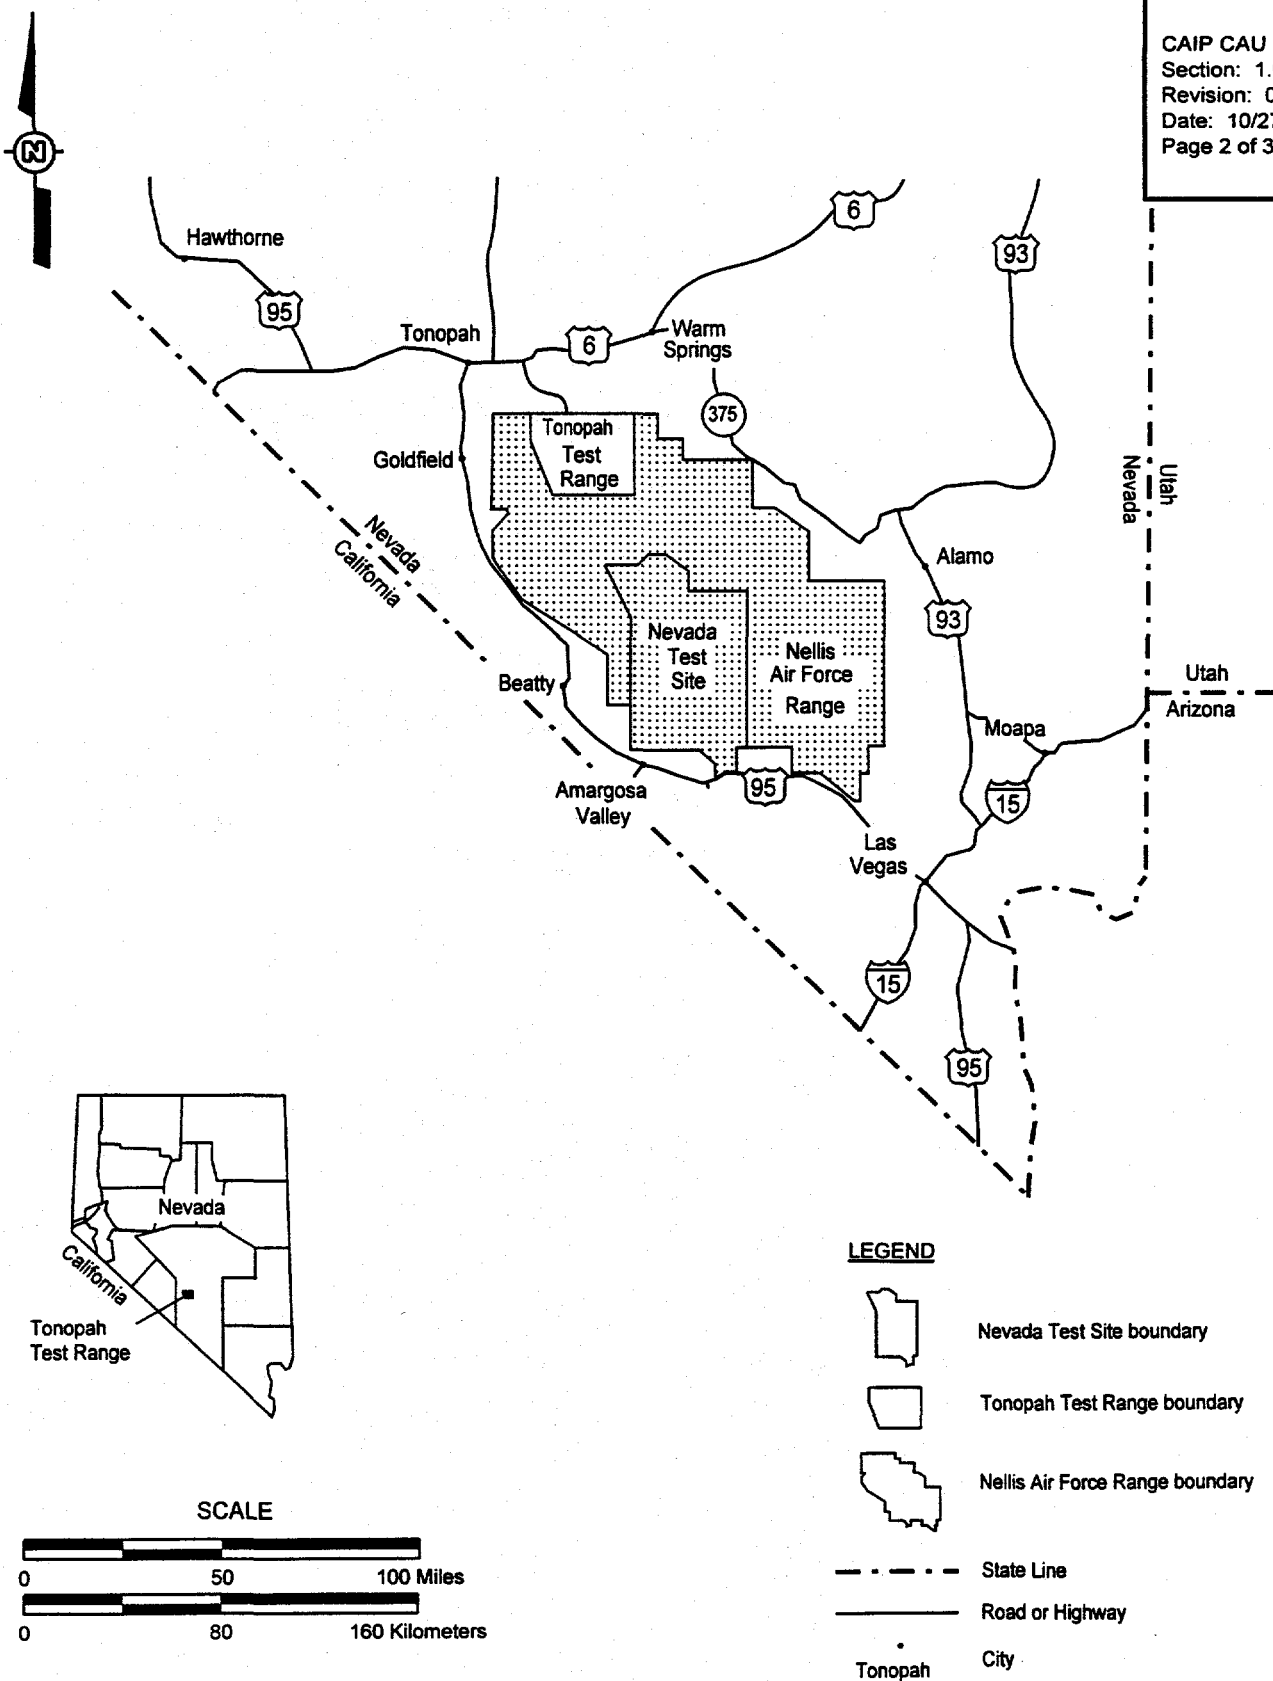 CAIP CAU
Section: 1.
Revision: 0
Date: 10/27
Page 2 of 3
N
Hawthorne
95
Tonopah
6
6
93
Warm
Springs
375
Tonopah
Test
Range
Goldfield
Nevada
California
Utah
Nevada
Alamo
93
Nevada
Test
Site
Nellis
Air Force
Range
Beatty
Utah
Arizona
Moapa
Amargosa
Valley
95
15
Las
Vegas
15
95
Nevada
California
Tonopah
Test Range
LEGEND
Nevada Test Site boundary
Tonopah Test Range boundary
Nellis Air Force Range boundary
State Line
Road or Highway
Tonopah
City
SCALE
0 50 100 Miles
0 80 160 Kilometers